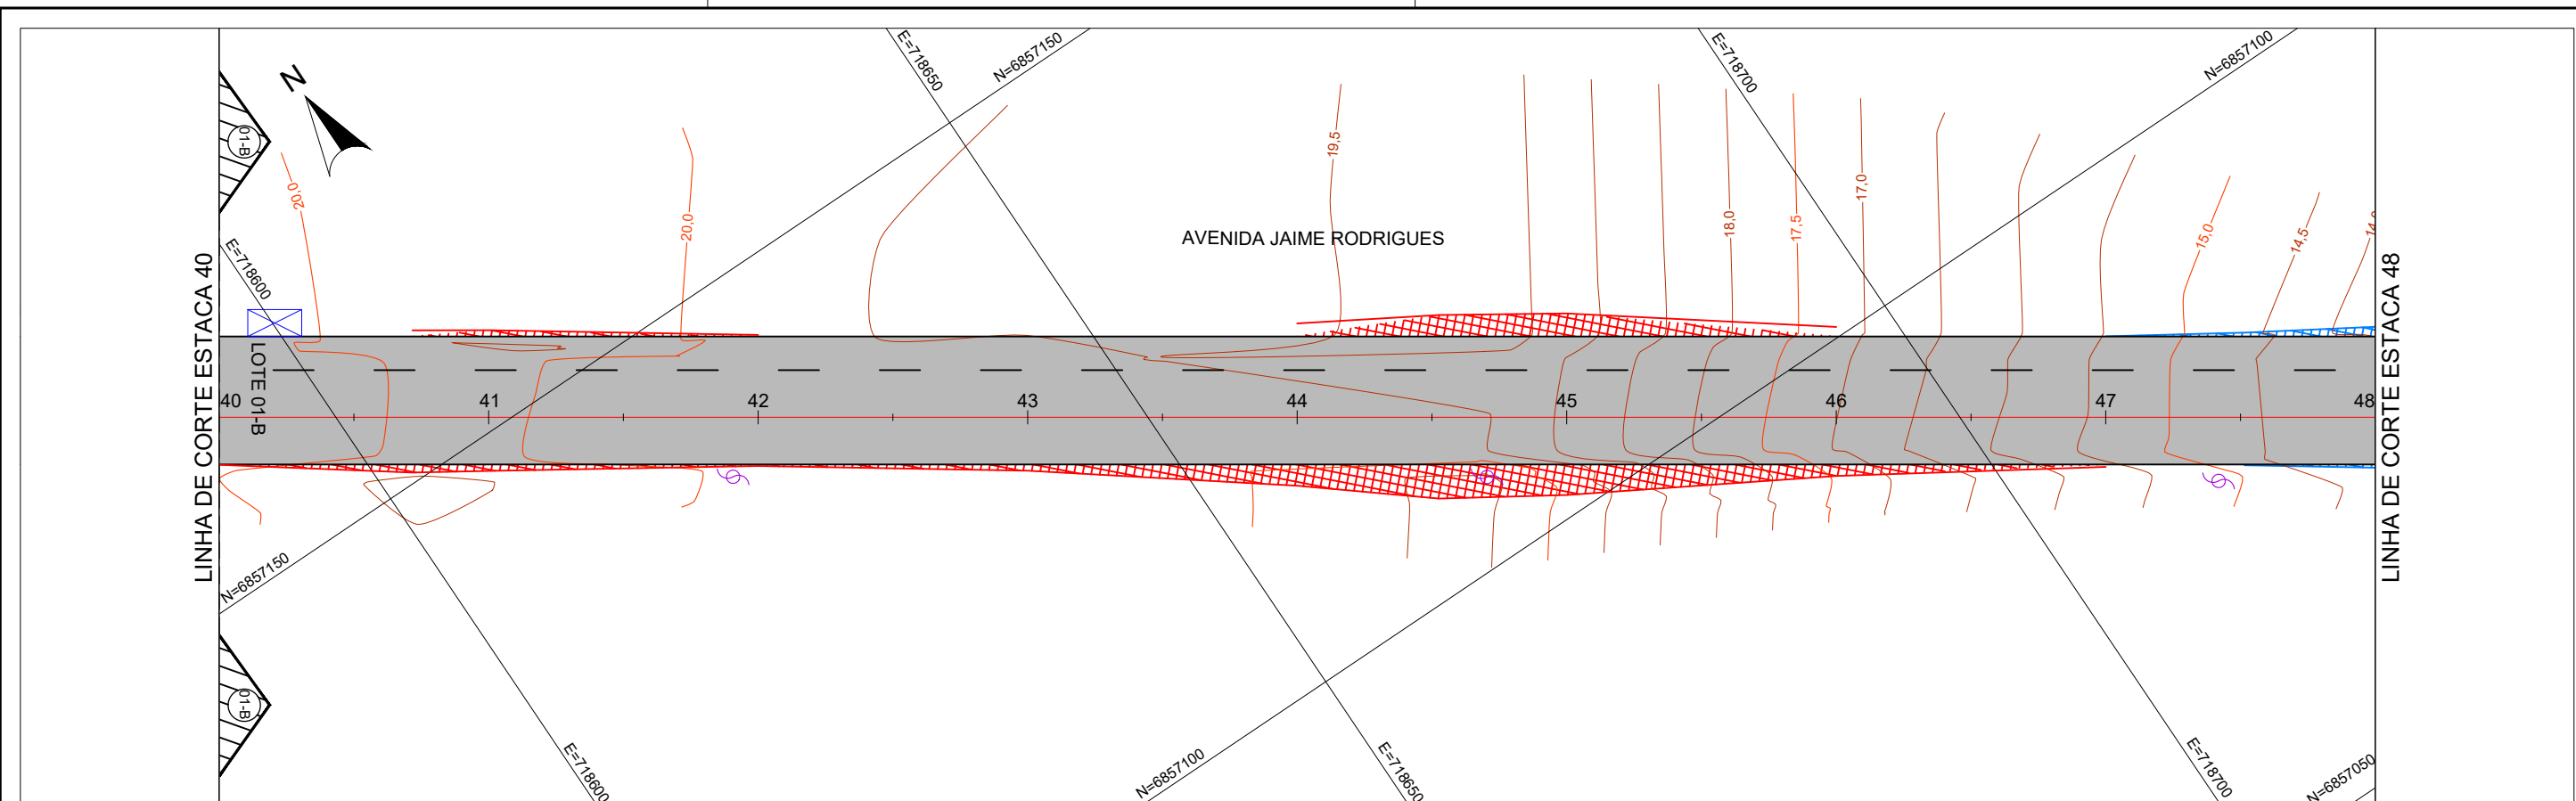 N
E=718650
N=6857150
E=718700
N=6857100
01-B
20,0
20,0
19,5
18,0
17,5
17,0
15,0
14,5
E=718600
AVENIDA JAIME RODRIGUES
LINHA DE CORTE ESTACA 40
LOTE 01-B
40
41
42
43
44
45
46
47
48
LINHA DE CORTE ESTACA 48
N=6857150
01-B
E=718600
N=6857100
E=718650
E=718700
N=6857050